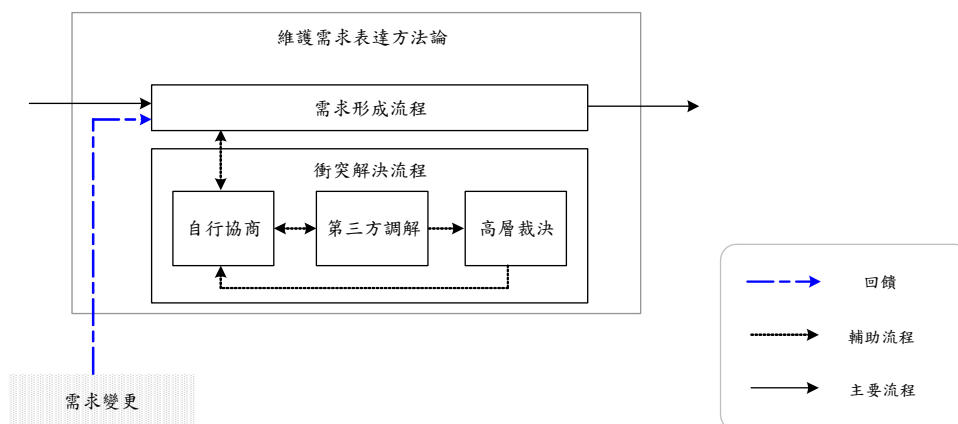 維護需求表達方法論
需求形成流程
衝突解決流程
自行協商
第三方調解
高層裁決
需求變更
回饋
輔助流程
主要流程